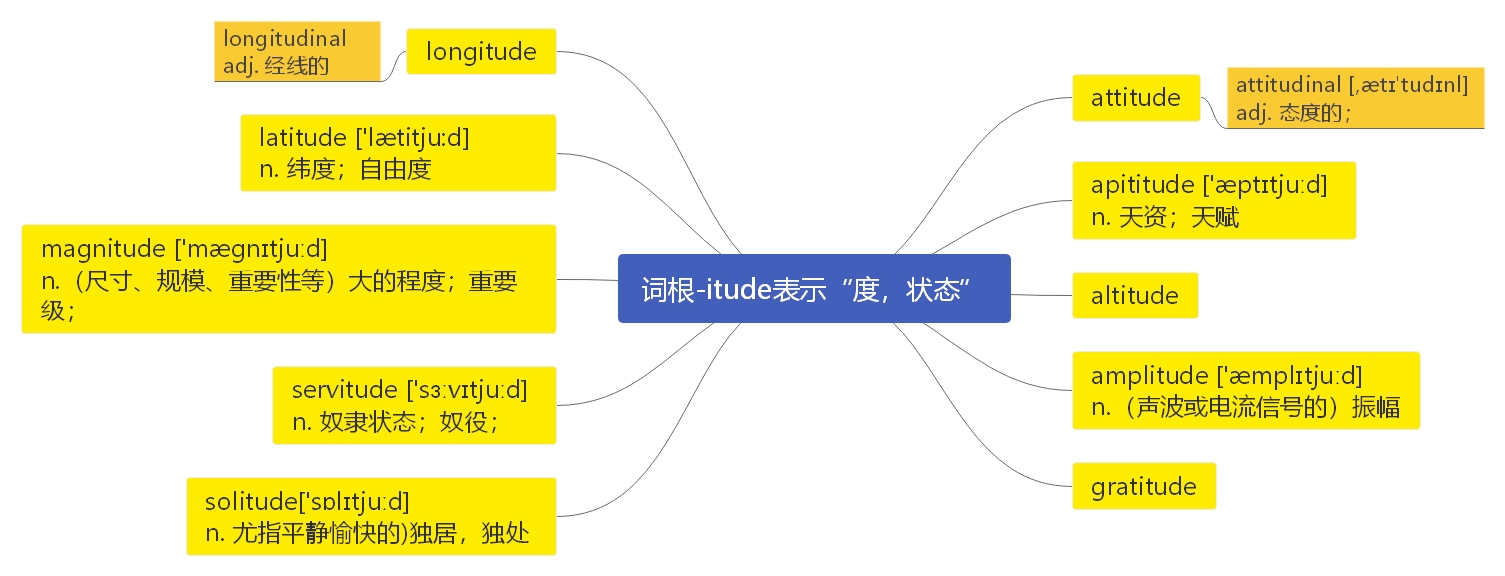 longitudinal
adj. 经线的
longitude
latitude ['lætitju:d]
n. 纬度；自由度
magnitude ['mægnɪtjuːd]
n.（尺寸、规模、重要性等）大的程度；重要
级；
servitude ['sɜːvɪtjuːd]
n. 奴隶状态；奴役；
solitude['sɒlɪtjuːd]
n. 尤指平静愉快的)独居，独处
词根-itude表示“度，状态”
attitude
attitudinal [ˌætɪˈtudɪnl]
adj. 态度的；
apititude ['æptɪtjuːd]
n. 天资；天赋
altitude
amplitude ['æmplɪtjuːd]
n.（声波或电流信号的）振幅
gratitude